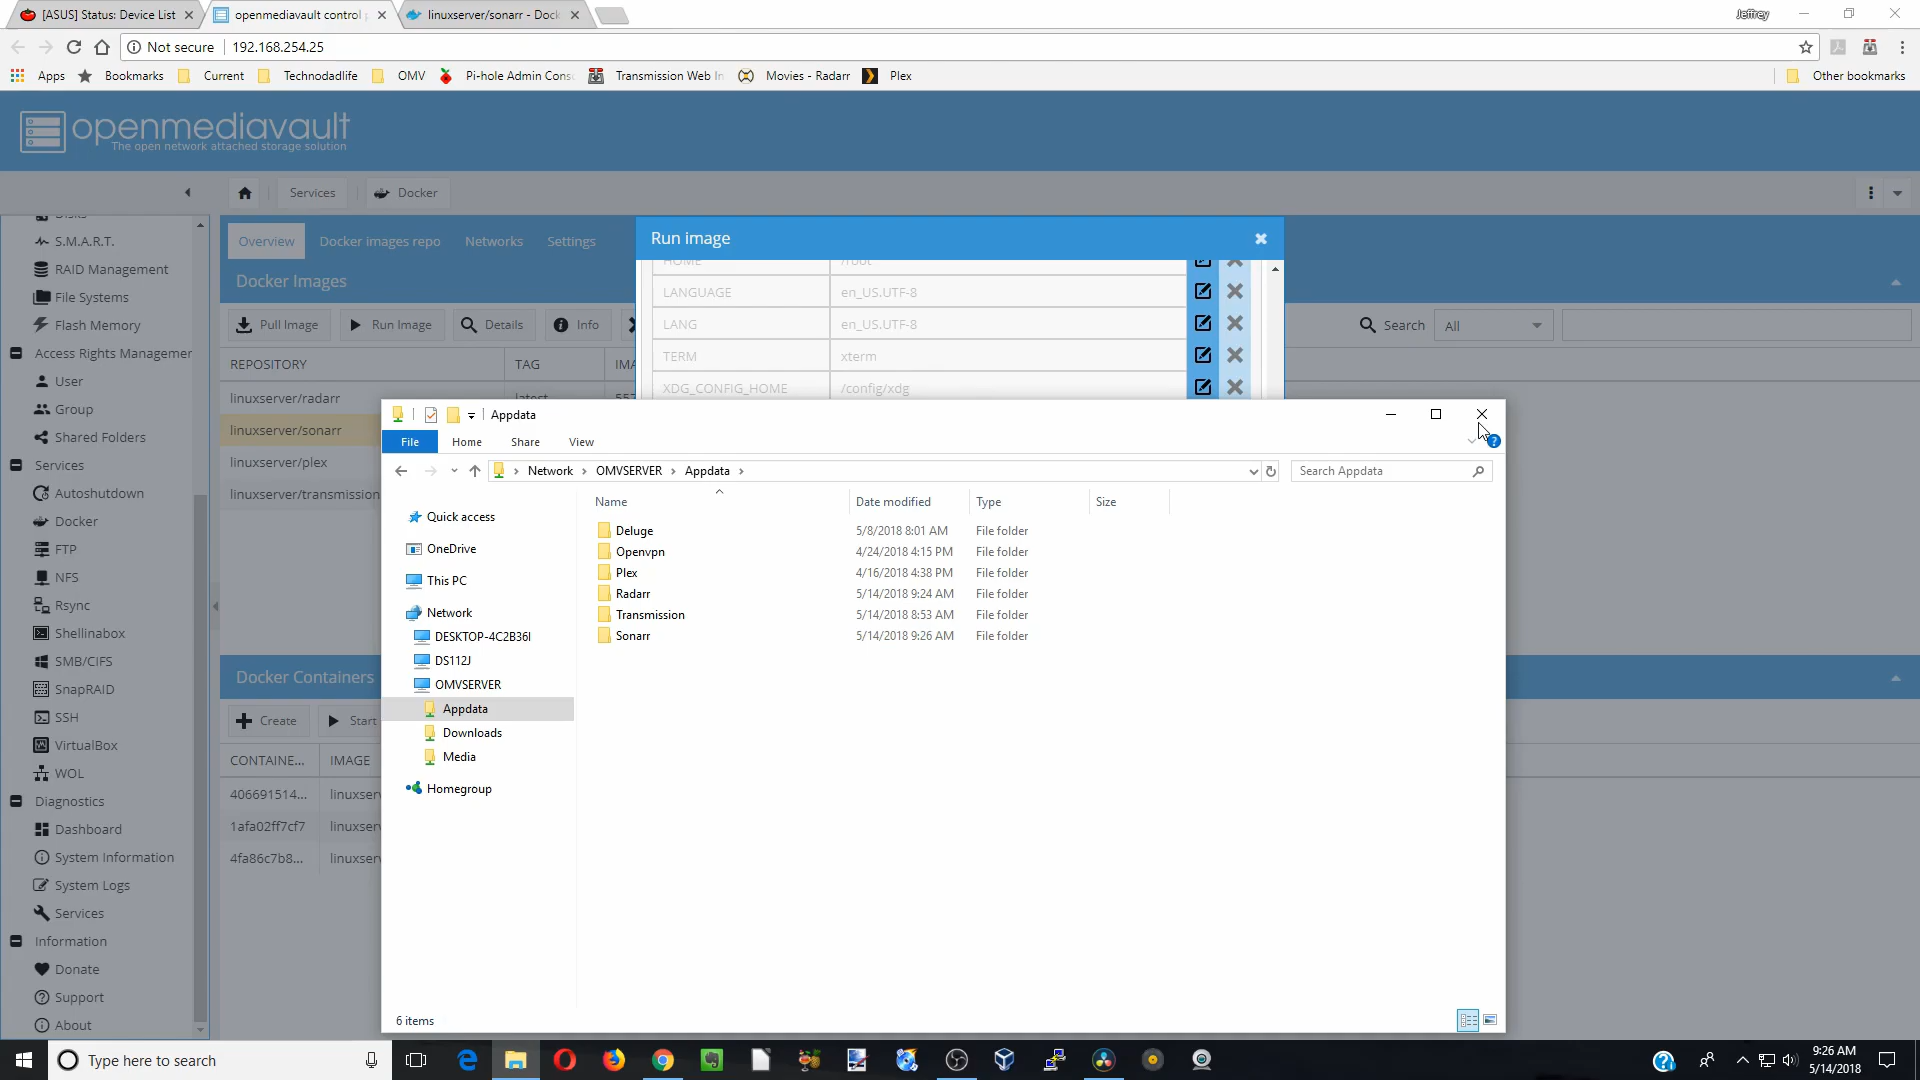 [ASUS] Status: Device List
openmediavault control p
linuxserver/sonarr - Dock
Jeffrey
Not secure
192.168.254.25
Apps
Bookmarks
Current
Technodadlife
OMV
Pi-hole Admin Cons
Transmission Web In
Movies - Radarr
Plex
Other bookmarks
openmediavault
The open network attached storage solution
Services
Docker
Disks
S.M.A.R.T.
RAID Management
File Systems
Flash Memory
Access Rights Managemen
User
Group
Shared Folders
Services
Autoshutdown
Docker
FTP
NFS
Rsync
Shellinabox
SMB/CIFS
SnapRAID
SSH
VirtualBox
WOL
Diagnostics
Dashboard
System Information
System Logs
Services
Information
Donate
Support
About
Overview
Docker images repo
Networks
Settings
Docker Images
Pull Image
Run Image
Details
Info
Search
All
REPOSITORY
TAG
IMA
linuxserver/radarr
latest
557
linuxserver/sonarr
linuxserver/plex
linuxserver/transmission
Docker Containers
Create
Start
CONTAINE...
IMAGE
406691514...
linuxserv
1afa02ff7cf7
linuxserv
4fa86c7b8...
linuxserv
Run image
HOME
/root
LANGUAGE
en_US.UTF-8
LANG
en_US.UTF-8
TERM
xterm
XDG_CONFIG_HOME
/config/xdg
Appdata
File
Home
Share
View
Network
OMVSERVER
Appdata
Search Appdata
Quick access
OneDrive
This PC
Network
DESKTOP-4C2B36I
DS112J
OMVSERVER
Appdata
Downloads
Media
Homegroup
Name
Date modified
Type
Size
Deluge
5/8/2018 8:01 AM
File folder
Openvpn
4/24/2018 4:15 PM
File folder
Plex
4/16/2018 4:38 PM
File folder
Radarr
5/14/2018 9:24 AM
File folder
Transmission
5/14/2018 8:53 AM
File folder
Sonarr
5/14/2018 9:26 AM
File folder
6 items
Type here to search
9:26 AM
5/14/2018